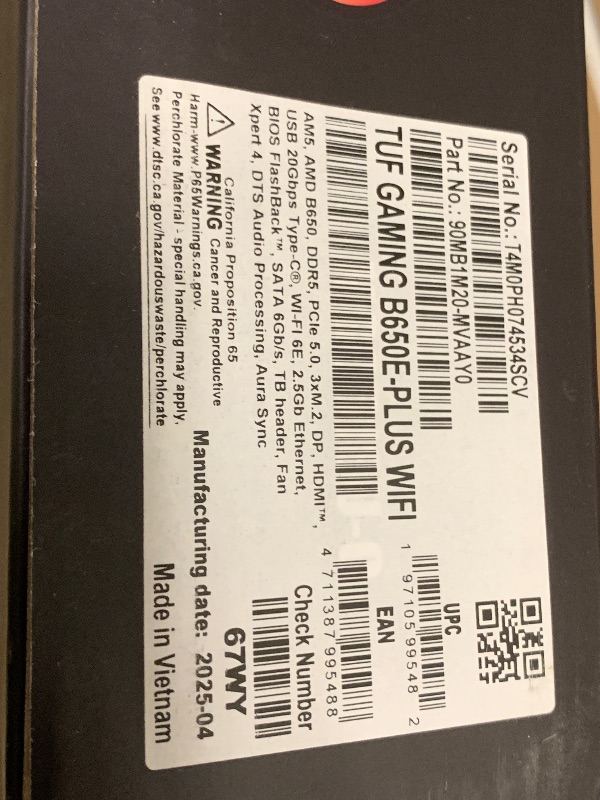 Serial No.: T4M0PH074534SCV
Part No.: 90MB1M20-MVAAY0
TUF GAMING B650E-PLUS WIFI
AM5, AMD B650, DDR5, PCIe 5.0, 3xM.2, DP, HDMI™,
USB 20Gbps Type-C®, WI-FI 6E, 2.5Gb Ethernet,
BIOS FlashBack™, SATA 6Gb/s, TB header, Fan
Xpert 4, DTS Audio Processing, Aura Sync
California Proposition 65
WARNING Cancer and Reproductive
Harm-www.P65Warnings.ca.gov.
Perchlorate Material - special handling may apply.
See www.dtsc.ca.gov/hazardouswaste/perchlorate
UPC
1 97105 99548 2
EAN
4 711387 995488
Check Number
67WY
Manufacturing date: 2025-04
Made in Vietnam